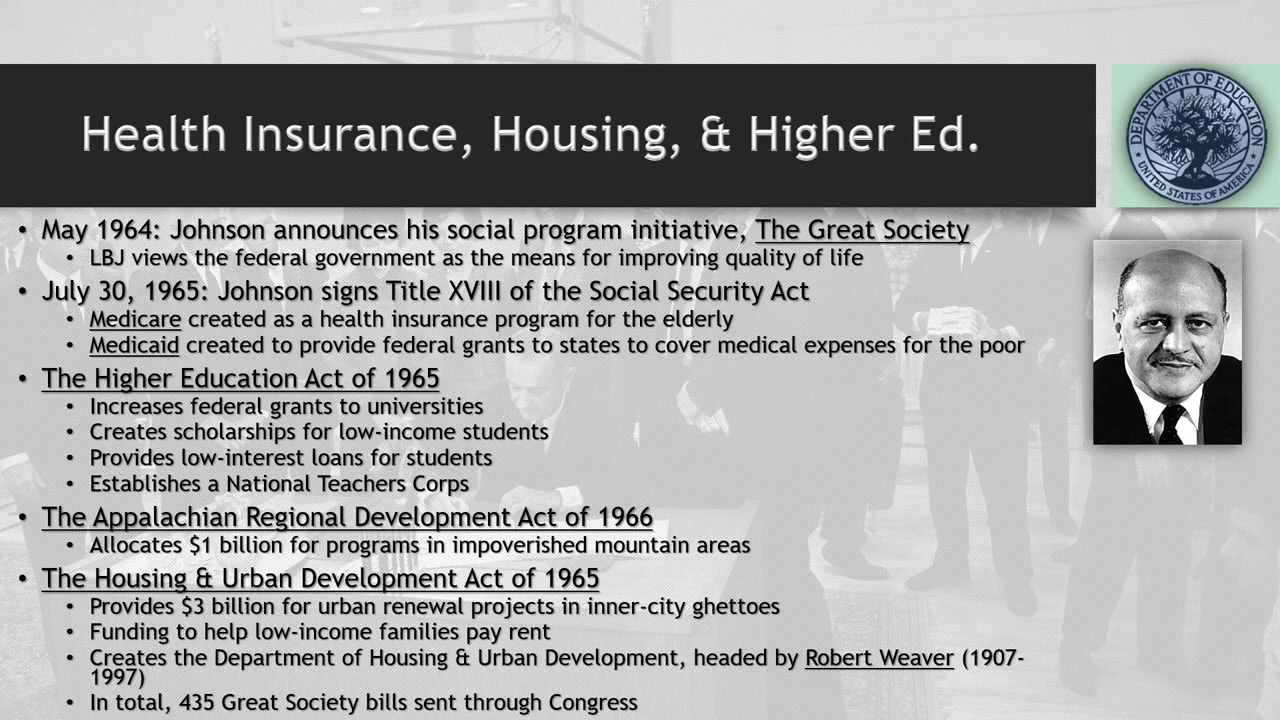 Health Insurance, Housing, & Higher Ed.
DEPARTMENT OF EDUCATION
UNITED STATES OF AMERICA
• May 1964: Johnson announces his social program initiative, The Great Society
• LBJ views the federal government as the means for improving quality of life
• July 30, 1965: Johnson signs Title XVIII of the Social Security Act
• Medicare created as a health insurance program for the elderly
• Medicaid created to provide federal grants to states to cover medical expenses for the poor
• The Higher Education Act of 1965
• Increases federal grants to universities
• Creates scholarships for low-income students
• Provides low-interest loans for students
• Establishes a National Teachers Corps
• The Appalachian Regional Development Act of 1966
• Allocates $1 billion for programs in impoverished mountain areas
• The Housing & Urban Development Act of 1965
• Provides $3 billion for urban renewal projects in inner-city ghettoes
• Funding to help low-income families pay rent
• Creates the Department of Housing & Urban Development, headed by Robert Weaver (1907-
1997)
• In total, 435 Great Society bills sent through Congress